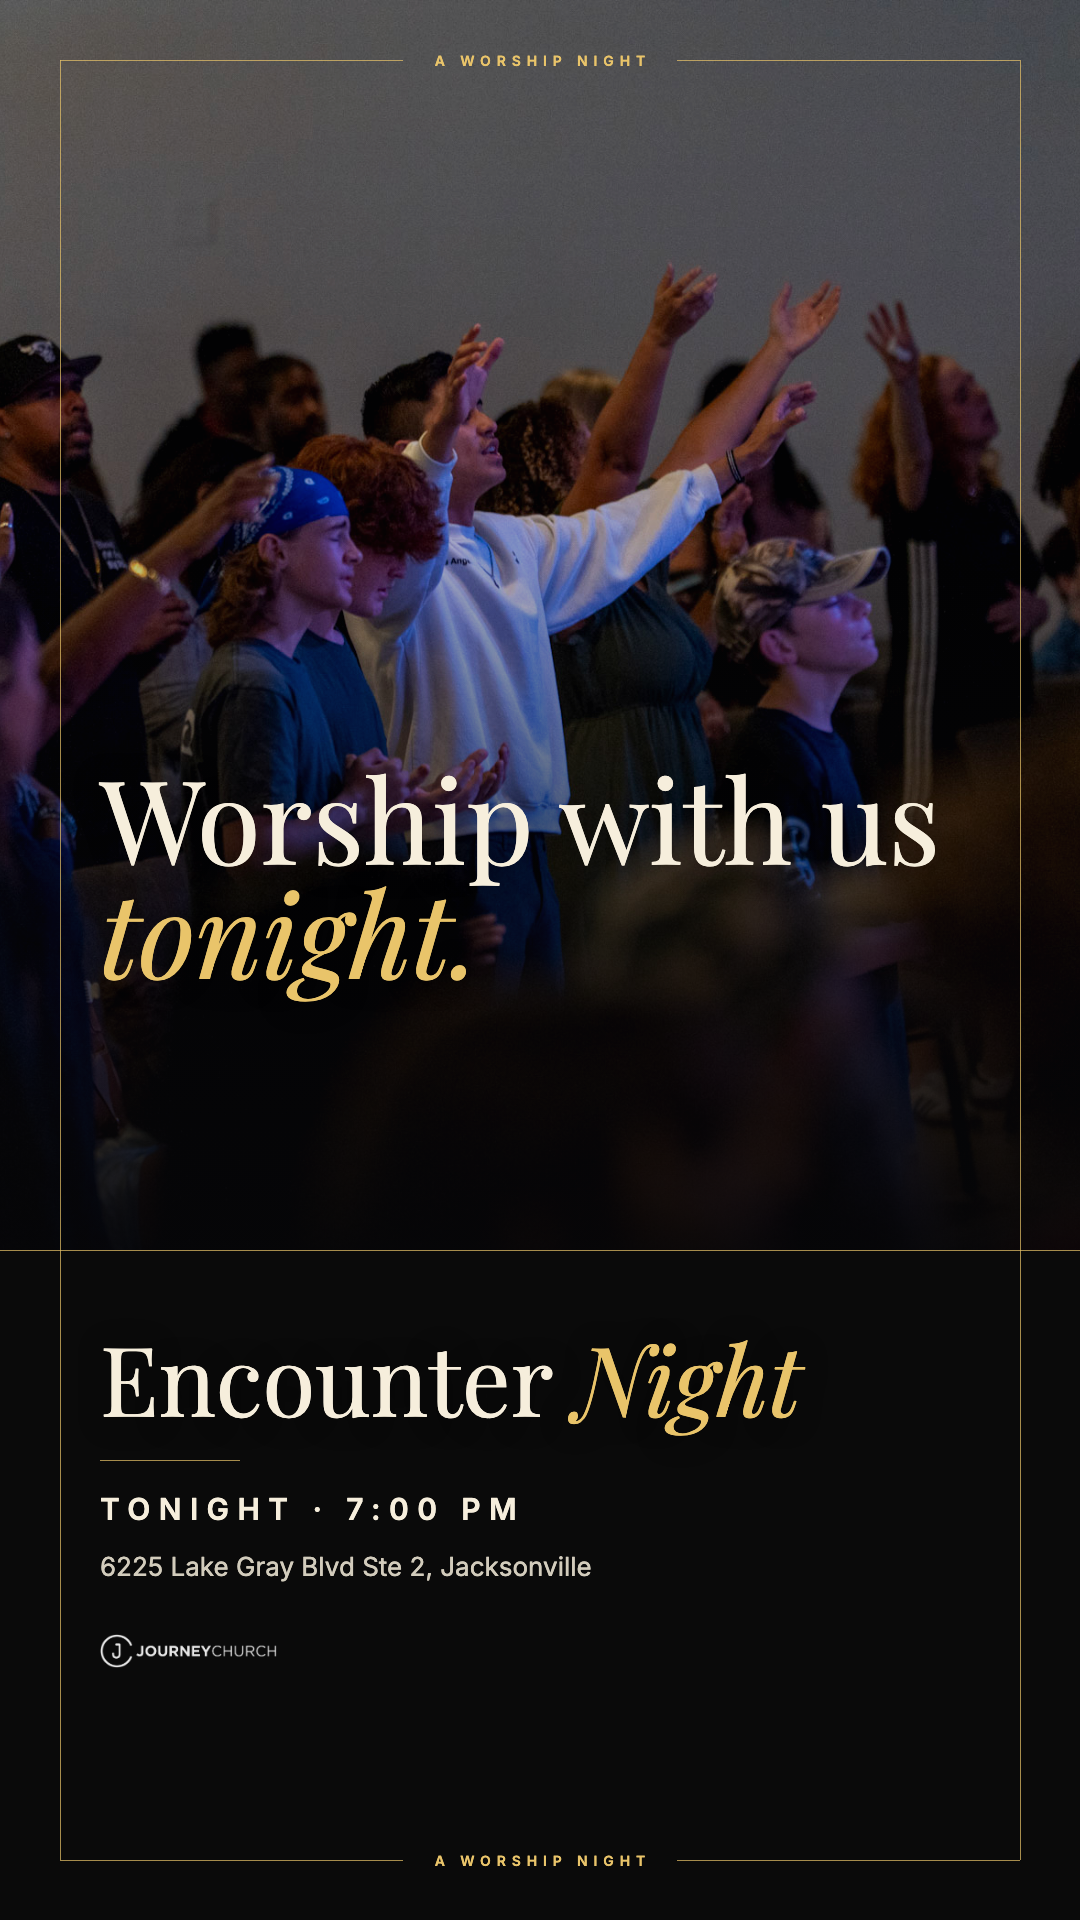 A WORSHIP NIGHT
Worship with us
tonight.
Encounter Night
TONIGHT · 7:00 PM
6225 Lake Gray Blvd Ste 2, Jacksonville
J JOURNEYCHURCH
A WORSHIP NIGHT